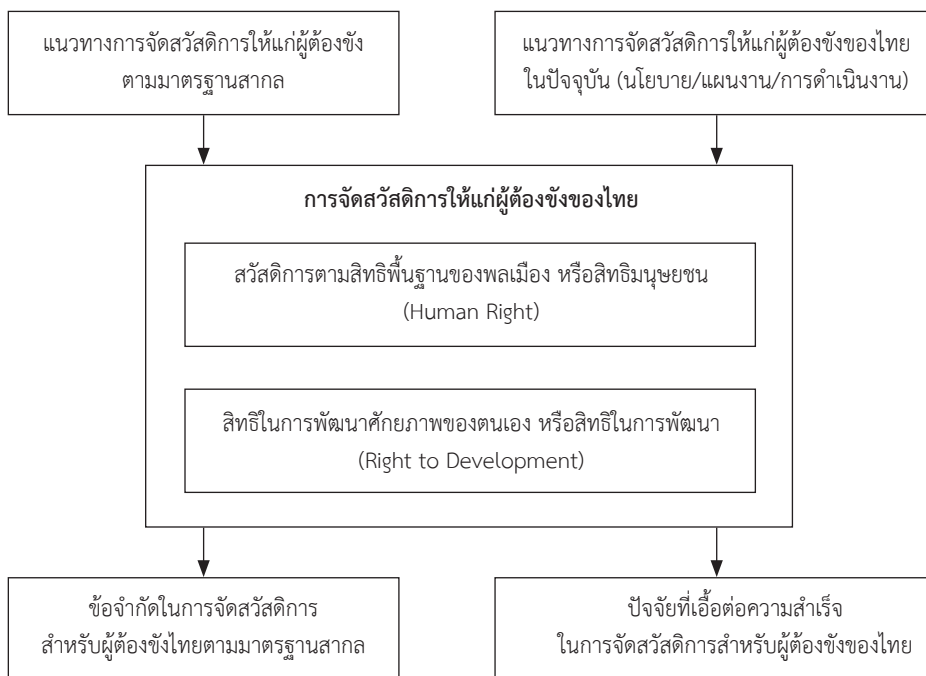 แนวทางการจัดสวัสดิการให้แก่ผู้ต้องขัง
ตามมาตรฐานสากล
แนวทางการจัดสวัสดิการให้แก่ผู้ต้องขังของไทย
ในปัจจุบัน (นโยบาย/แผนงาน/การดำเนินงาน)
การจัดสวัสดิการให้แก่ผู้ต้องขังของไทย
สวัสดิการตามสิทธิพื้นฐานของพลเมือง หรือสิทธิมนุษยชน
(Human Right)
สิทธิในการพัฒนาศักยภาพของตนเอง หรือสิทธิในการพัฒนา
(Right to Development)
ข้อจำกัดในการจัดสวัสดิการ
สำหรับผู้ต้องขังไทยตามมาตรฐานสากล
ปัจจัยที่เอื้อต่อความสำเร็จ
ในการจัดสวัสดิการสำหรับผู้ต้องขังของไทย